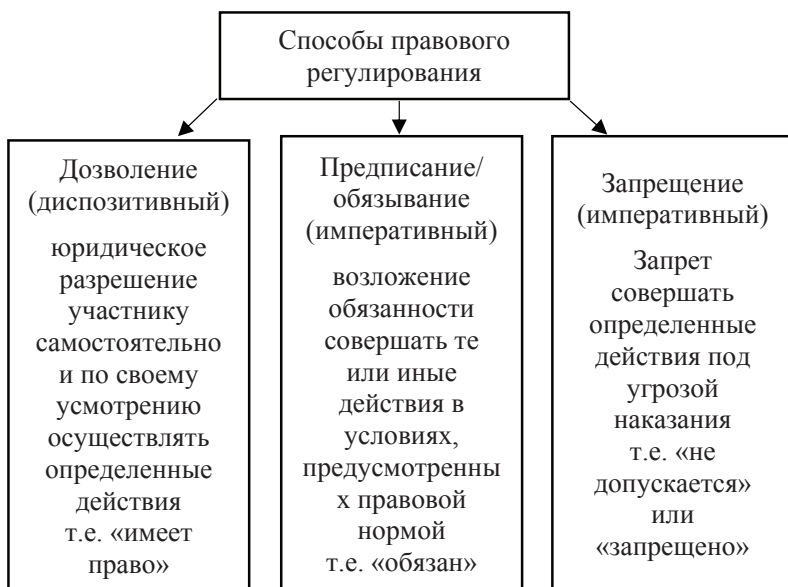 Способы правового
регулирования
Дозволение
(диспозитивный)
юридическое
разрешение
участнику
самостоятельно
и по своему
усмотрению
осуществлять
определенные
действия
т.е. «имеет
право»
Предписание/
обязывание
(императивный)
возложение
обязанности
совершать те
или иные
действия в
условиях,
предусмотренны
х правовой
нормой
т.е. «обязан»
Запрещение
(императивный)
Запрет
совершать
определенные
действия под
угрозой
наказания
т.е. «не
допускается»
или
«запрещено»